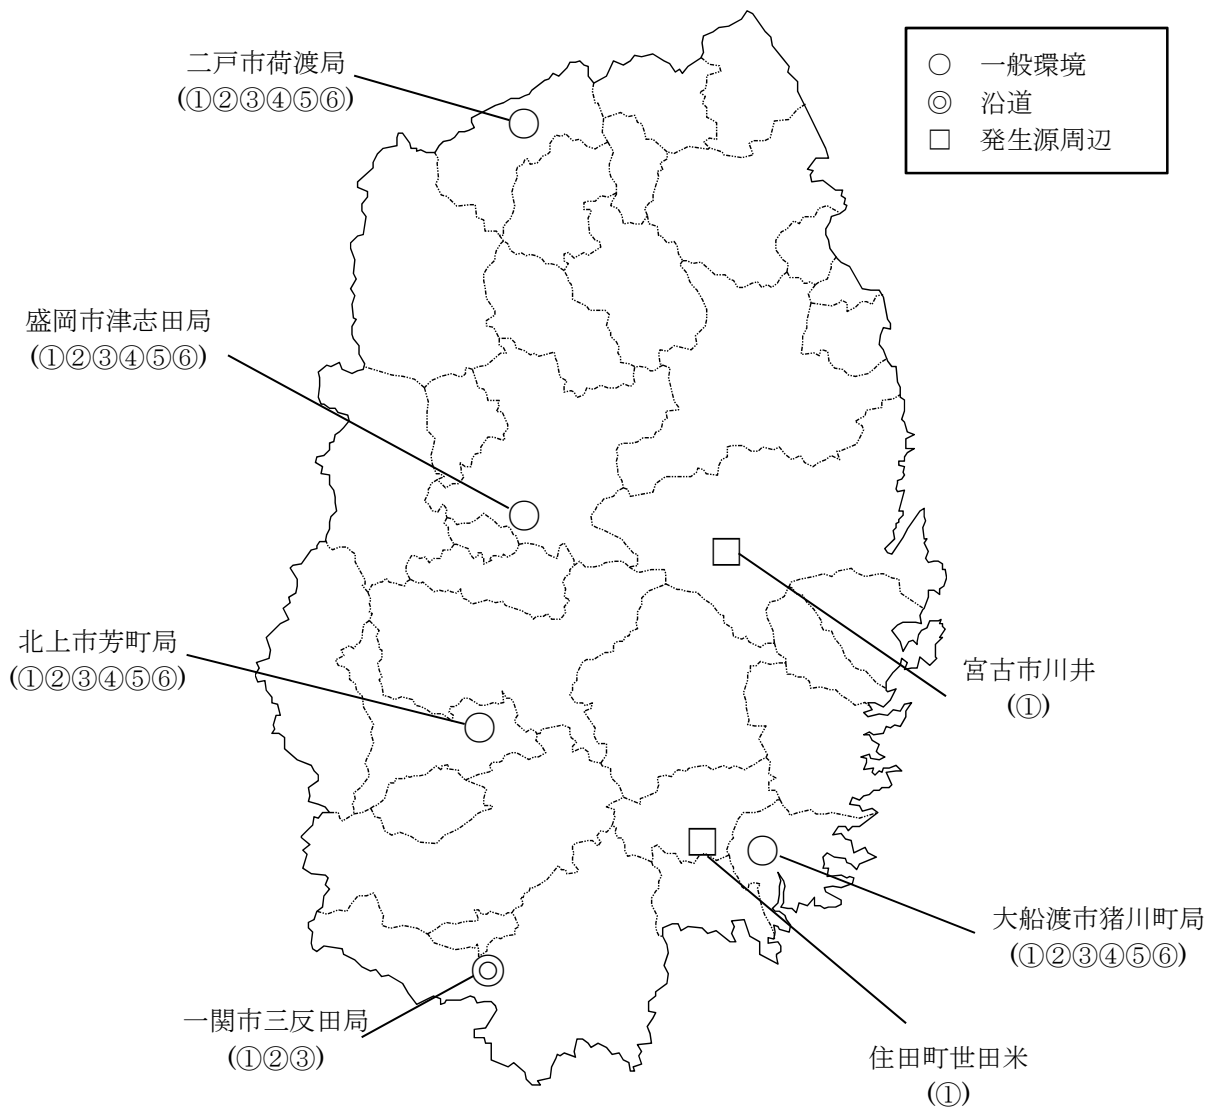 二戸市荷渡局
(①②③④⑤⑥)
○ 一般環境
◎ 沿道
□ 発生源周辺
盛岡市津志田局
(①②③④⑤⑥)
北上市芳町局
(①②③④⑤⑥)
宮古市川井
(①)
大船渡市猪川町局
(①②③④⑤⑥)
一関市三反田局
(①②③)
住田町世田米
(①)